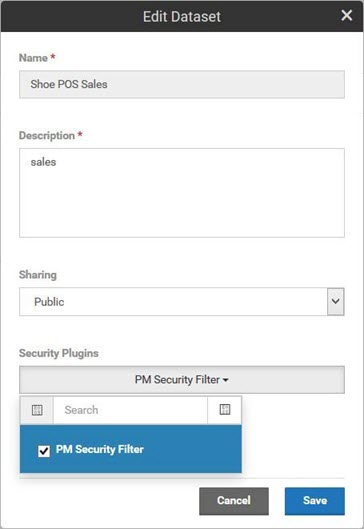 Edit Dataset
Name *
Shoe POS Sales
Description *
sales
Sharing
Public
Security Plugins
PM Security Filter
Search
PM Security Filter
Cancel
Save